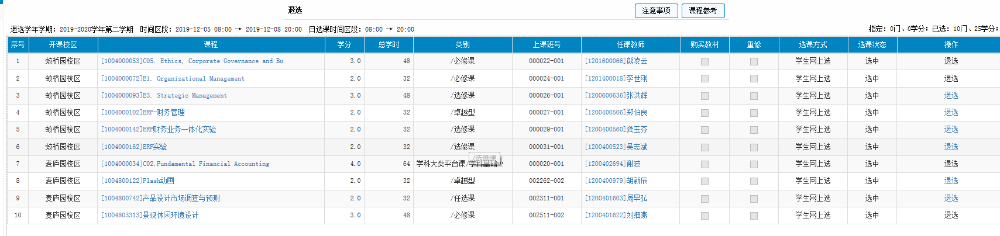 退选
注意事项 课程参考
退选学年学期：2019-2020学年第二学期 时间区段：2019-12-05 08:00 → 2019-12-08 20:00 日选课时间区段：08:00 → 20:00 指定：0门、0学分；已选：10门、25学分；
序号 开课校区 课程 学分 总学时 类别 上课班号 任课教师 购买教材 重修 选课方式 选课状态 操作
1 蛟桥园校区 [1004000053]C05. Ethics, Corporate Governance and Bu 3.0 48 /必修课 000022-001 [1201600066]熊凌云 学生网上选 选中 退选
2 蛟桥园校区 [1004000072]E1. Organizational Management 2.0 32 /必修课 000024-001 [1201400018]李世刚 学生网上选 选中 退选
3 蛟桥园校区 [1004000093]E3. Strategic Management 3.0 48 /选修课 000026-001 [1200600636]张洪辉 学生网上选 选中 退选
4 蛟桥园校区 [1004000102]ERP-财务管理 2.0 32 /卓越型 000027-001 [1200400506]郑伯良 学生网上选 选中 退选
5 蛟桥园校区 [1004000142]ERP财务业务一体化实验 2.0 32 /选修课 000029-001 [1200400560]龚玉芬 学生网上选 选中 退选
6 蛟桥园校区 [1004000162]ERP实验 2.0 32 /选修课 000031-001 [1200400523]吴志斌 学生网上选 选中 退选
/选修课
7 麦庐园校区 [1004000034]C02.Fundamental Financial Accounting 4.0 64 学科大类平台课/学科基础… 000020-001 [1200402694]谢波 学生网上选 选中 退选
8 麦庐园校区 [1004800122]Flash动画 2.0 32 /卓越型 002262-002 [1200400979]胡新辰 学生网上选 选中 退选
9 麦庐园校区 [1004800742]产品设计市场调查与预测 2.0 32 /任选课 002311-001 [1200401603]周早弘 学生网上选 选中 退选
10 麦庐园校区 [1004803313]景观休闲环境设计 3.0 48 /必修课 002511-002 [1200401622]刘细燕 学生网上选 选中 退选